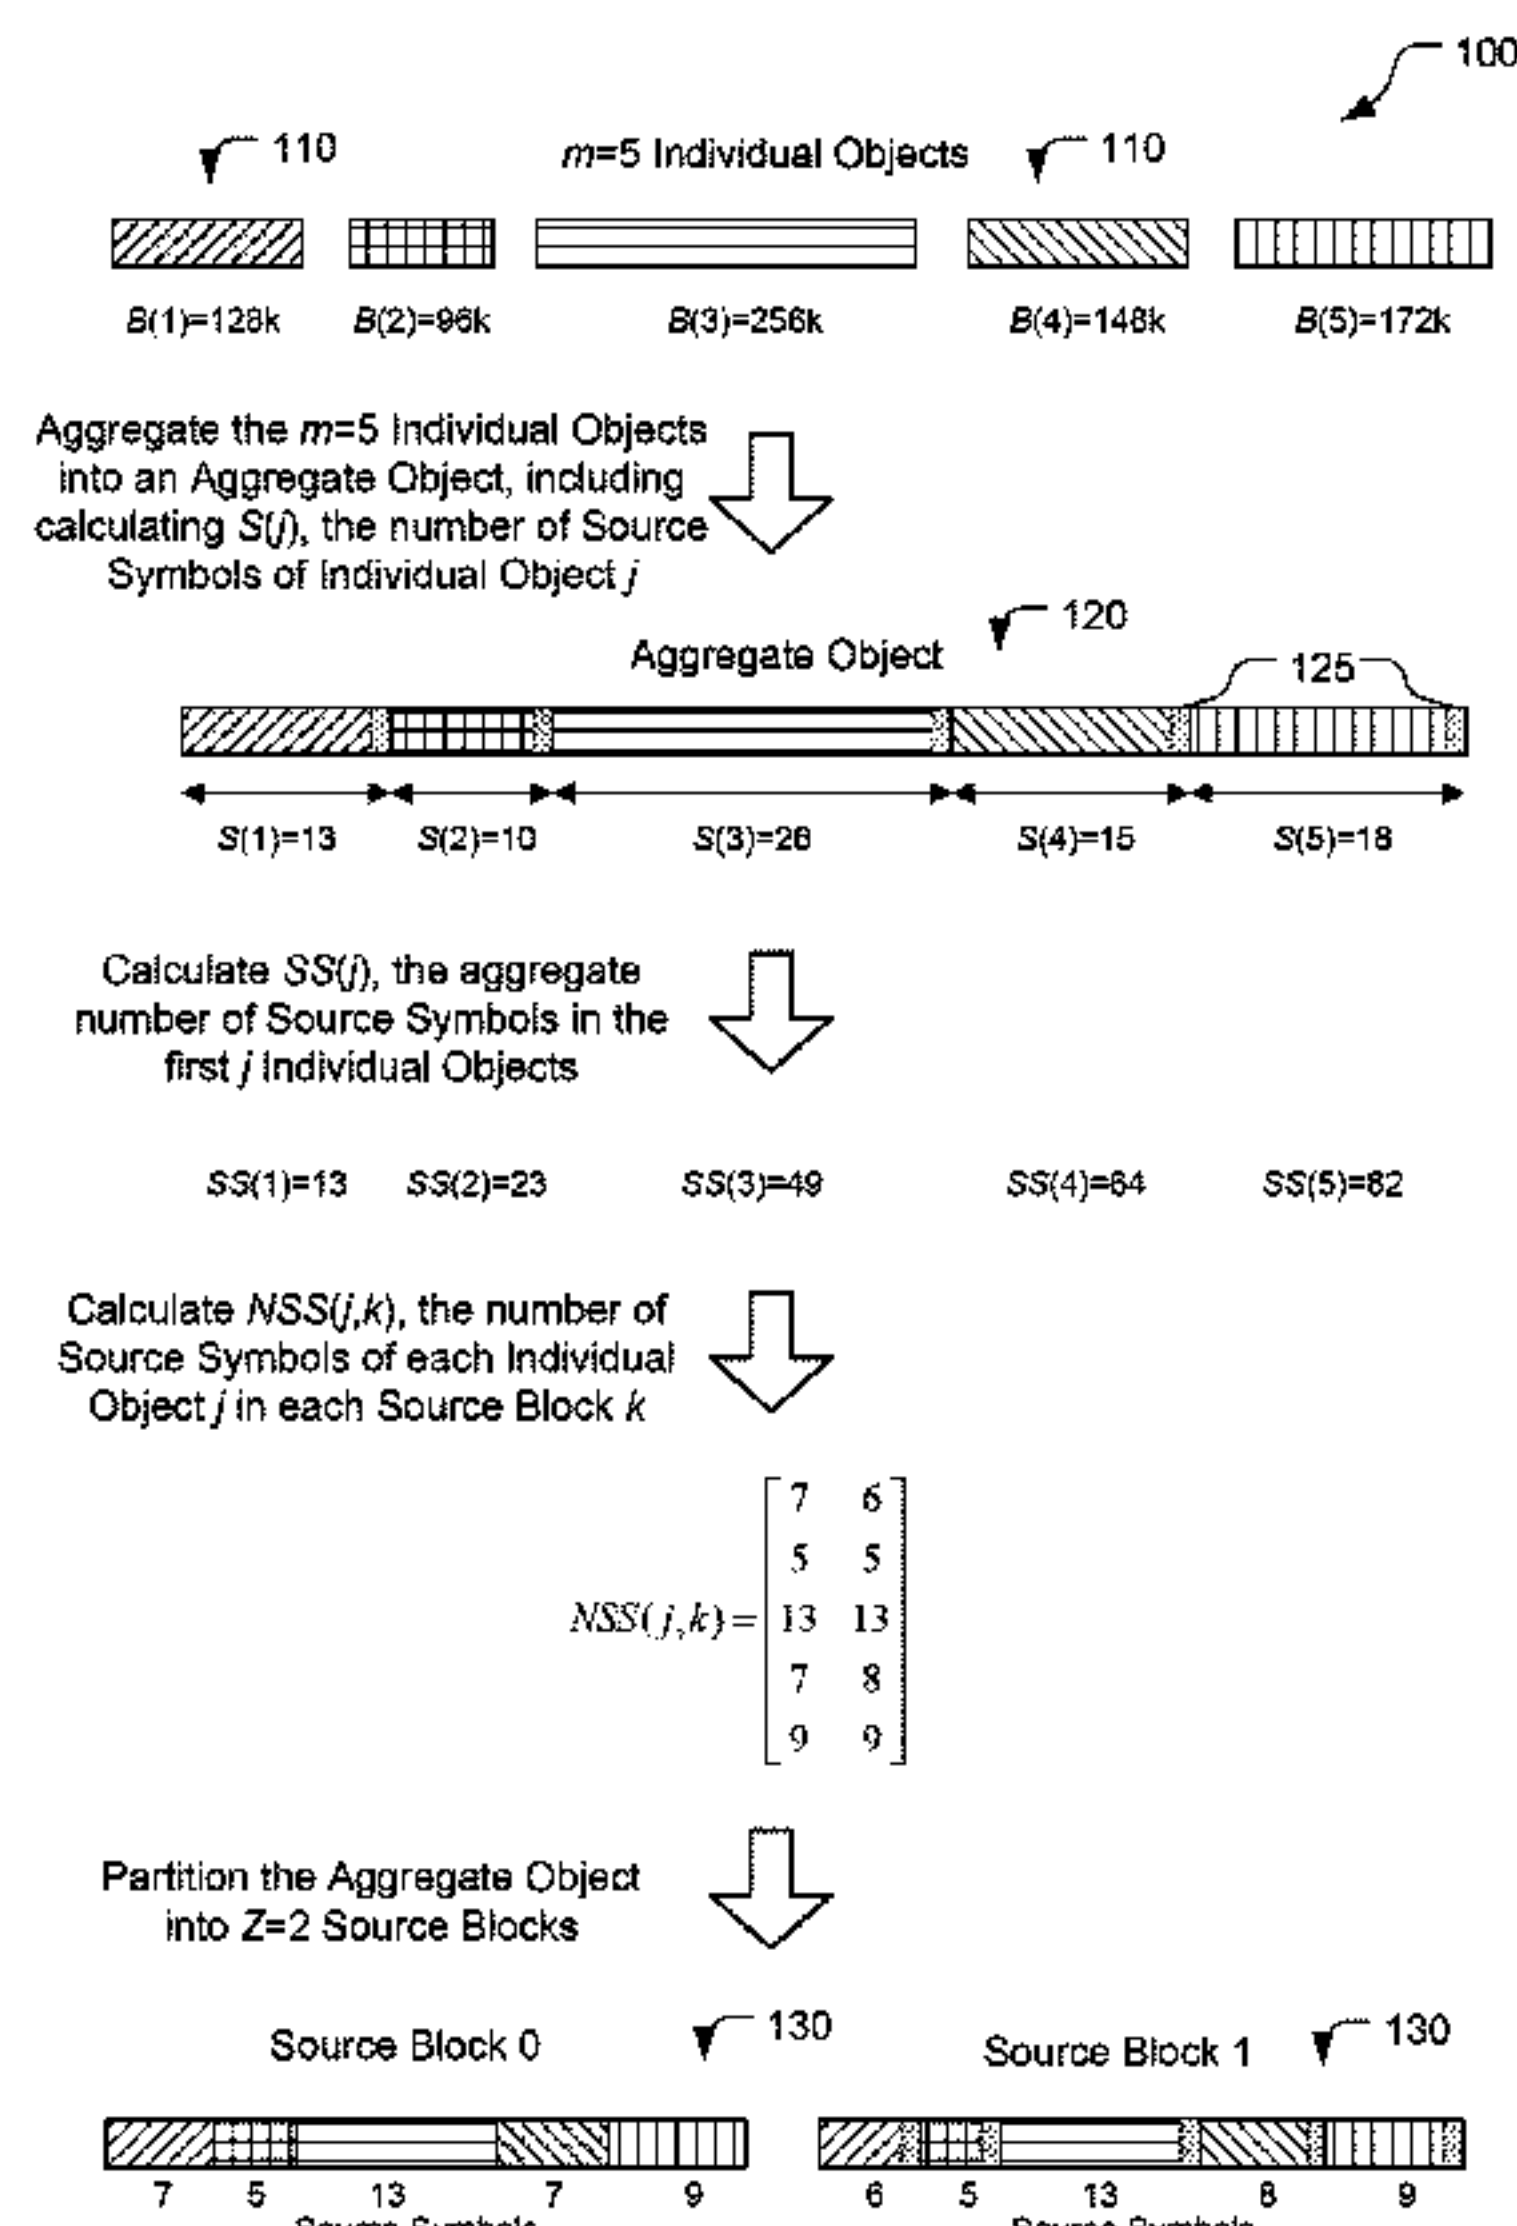 100
110 m=5 Individual Objects 110
B(1)=128k B(2)=96k B(3)=256k B(4)=148k B(5)=172k
Aggregate the m=5 Individual Objects
into an Aggregate Object, including
calculating S(j), the number of Source
Symbols of Individual Object j
120
Aggregate Object
125
S(1)=13 S(2)=10 S(3)=26 S(4)=15 S(5)=18
Calculate SS(j), the aggregate
number of Source Symbols in the
first j Individual Objects
SS(1)=13 SS(2)=23 SS(3)=49 SS(4)=64 SS(5)=82
Calculate NSS(j,k), the number of
Source Symbols of each Individual
Object j in each Source Block k
7 6
5 5
NSS(j,k)= 13 13
7 8
9 9
Partition the Aggregate Object
into Z=2 Source Blocks
Source Block 0 130 Source Block 1 130
7 5 13 7 9 6 5 13 8 9
Source Symbols Source Symbols